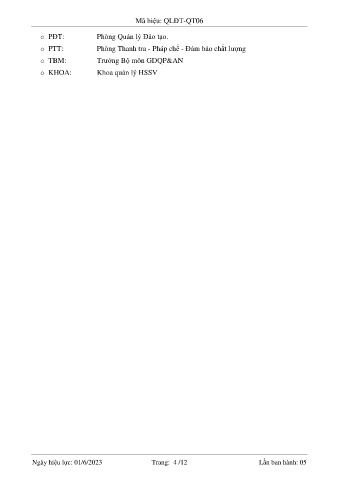 Mã hiệu: QLĐT-QT06
o PĐT: Phòng Quản lý Đào tạo.
o PTT: Phòng Thanh tra - Pháp chế - Đảm bảo chất lượng
o TBM: Trưởng Bộ môn GDQP&AN
o KHOA: Khoa quản lý HSSV
Ngày hiệu lực: 01/6/2023 Trang: 4 /12 Lần ban hành: 05